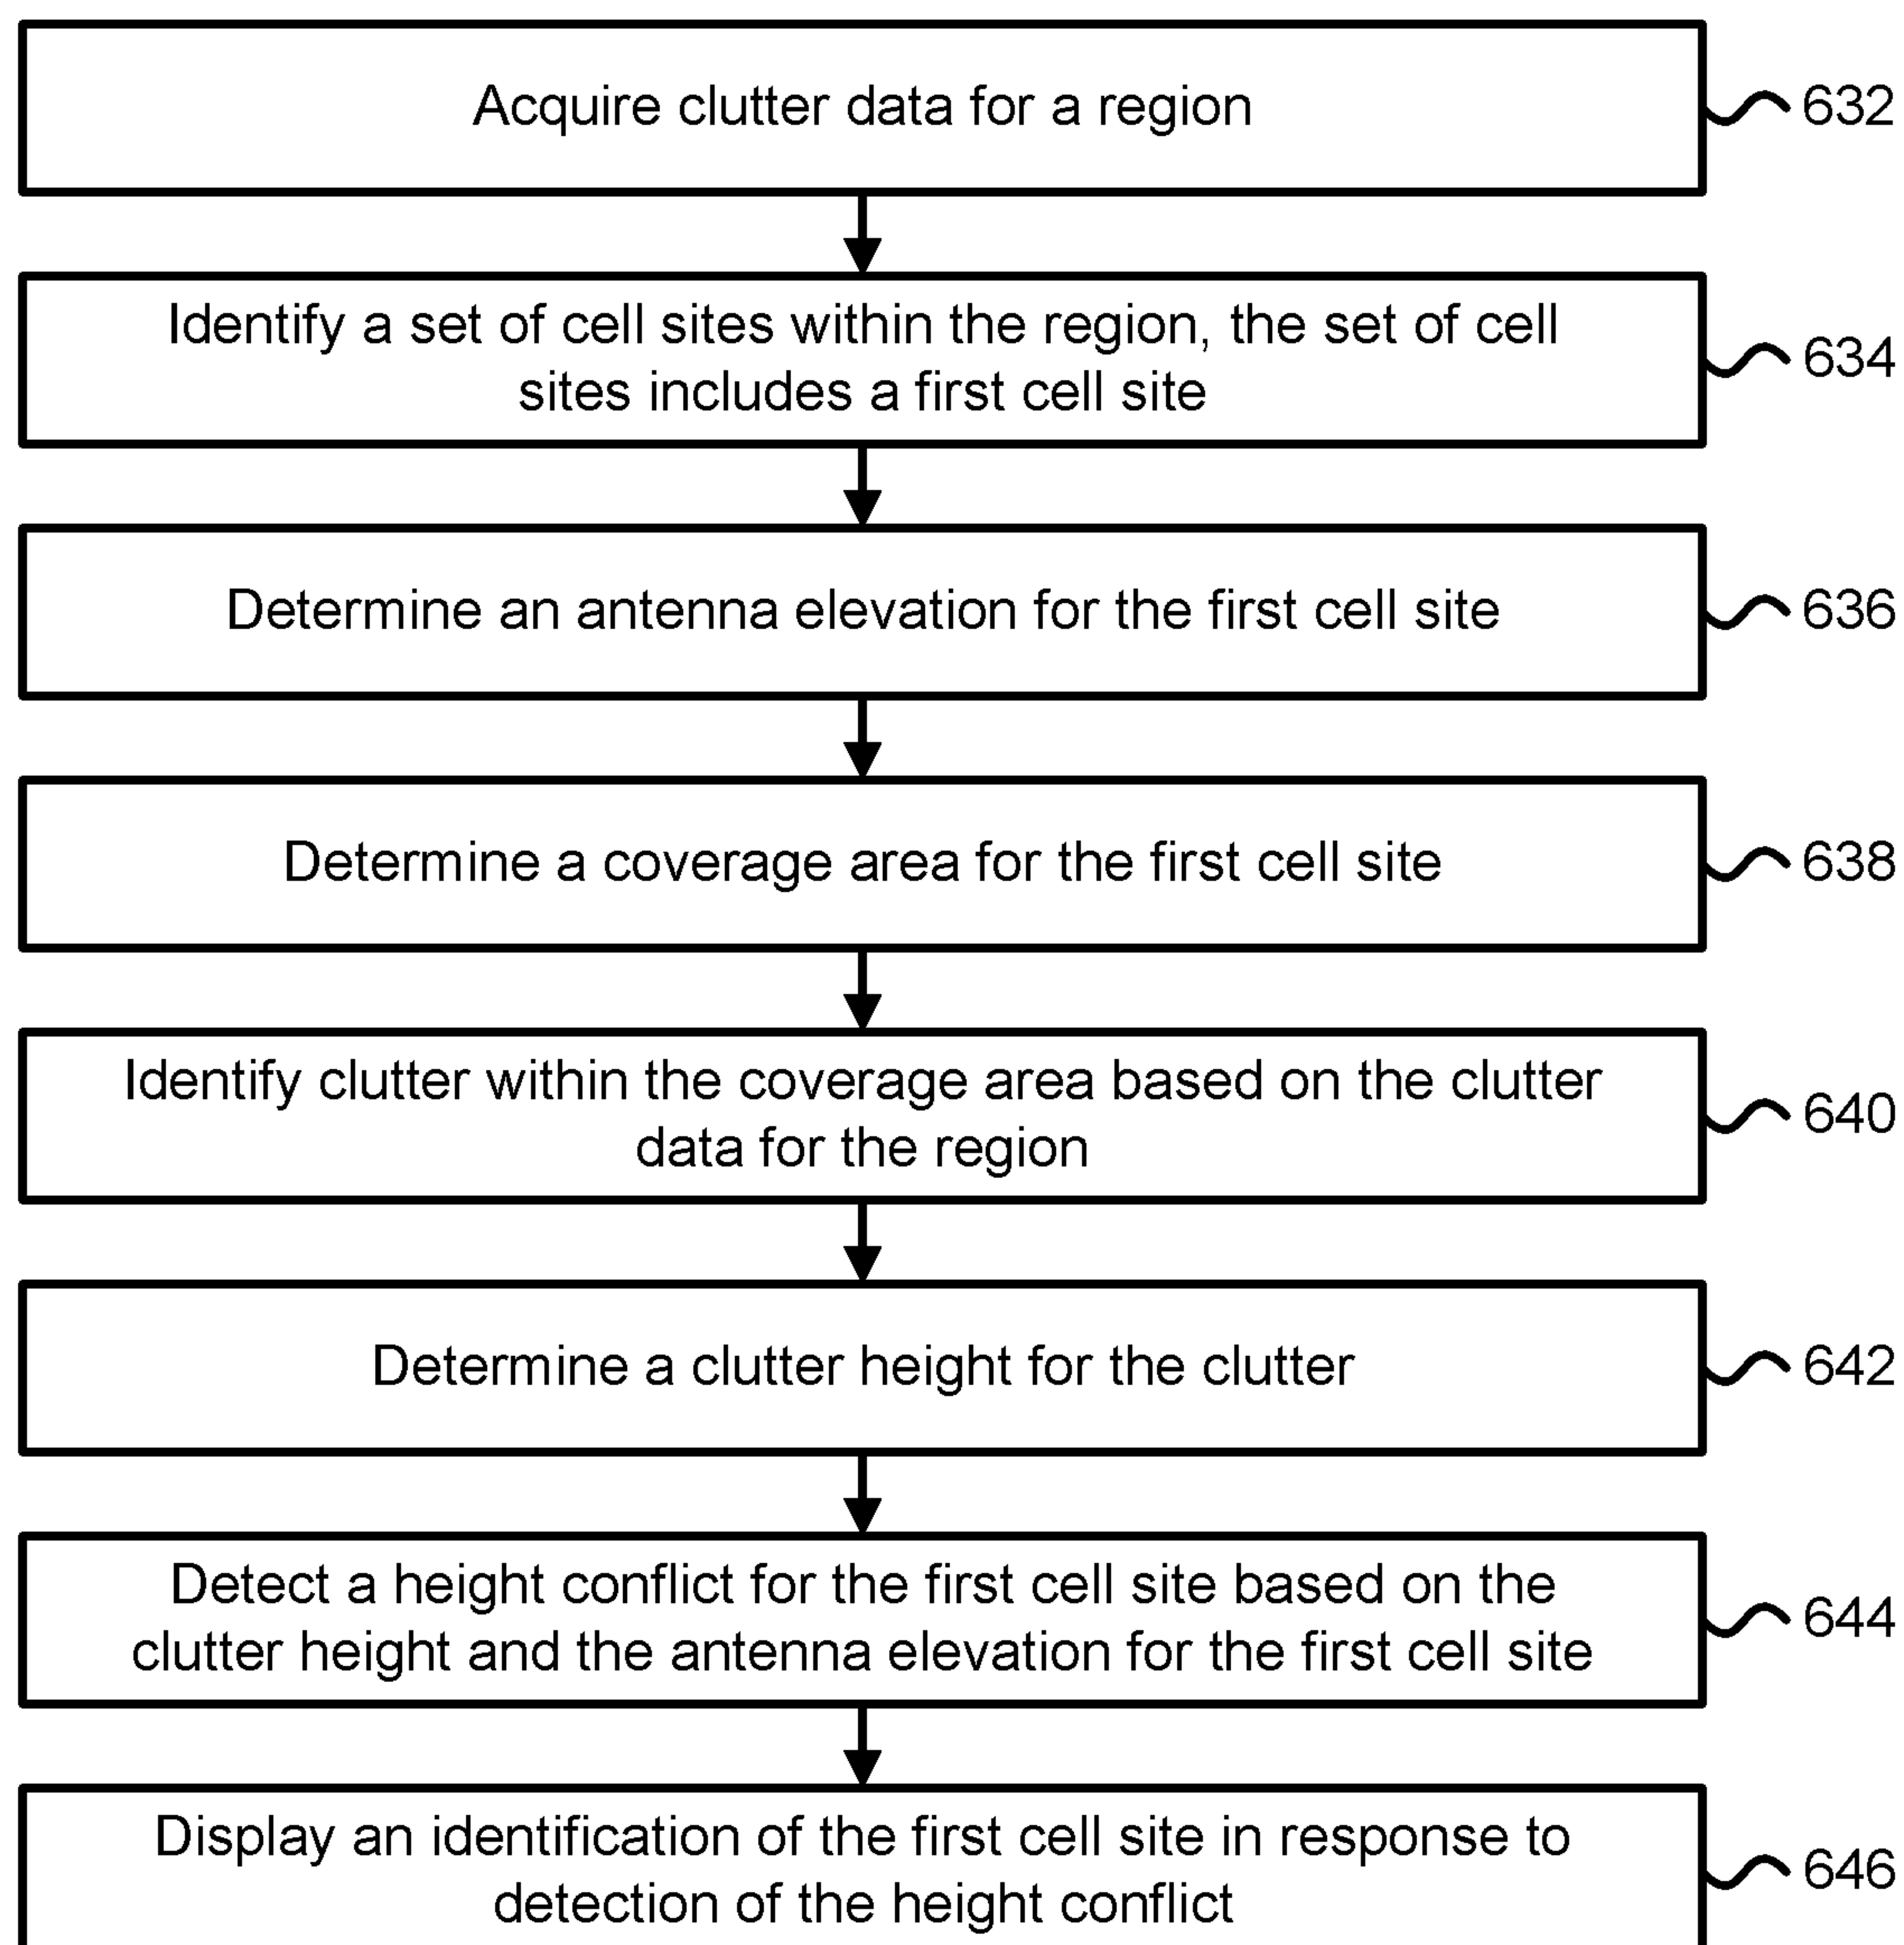 Acquire clutter data for a region
632
Identify a set of cell sites within the region, the set of cell
sites includes a first cell site
634
Determine an antenna elevation for the first cell site
636
Determine a coverage area for the first cell site
638
Identify clutter within the coverage area based on the clutter
data for the region
640
Determine a clutter height for the clutter
642
Detect a height conflict for the first cell site based on the
clutter height and the antenna elevation for the first cell site
644
Display an identification of the first cell site in response to
detection of the height conflict
646